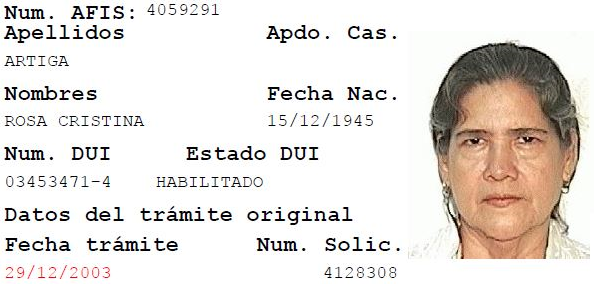 Num. AFIS: 4059291
Apellidos Apdo. Cas.
ARTIGA
Nombres Fecha Nac.
ROSA CRISTINA 15/12/1945
Num. DUI Estado DUI
03453471-4 HABILITADO
Datos del trámite original
Fecha trámite Num. Solic.
29/12/2003 4128308